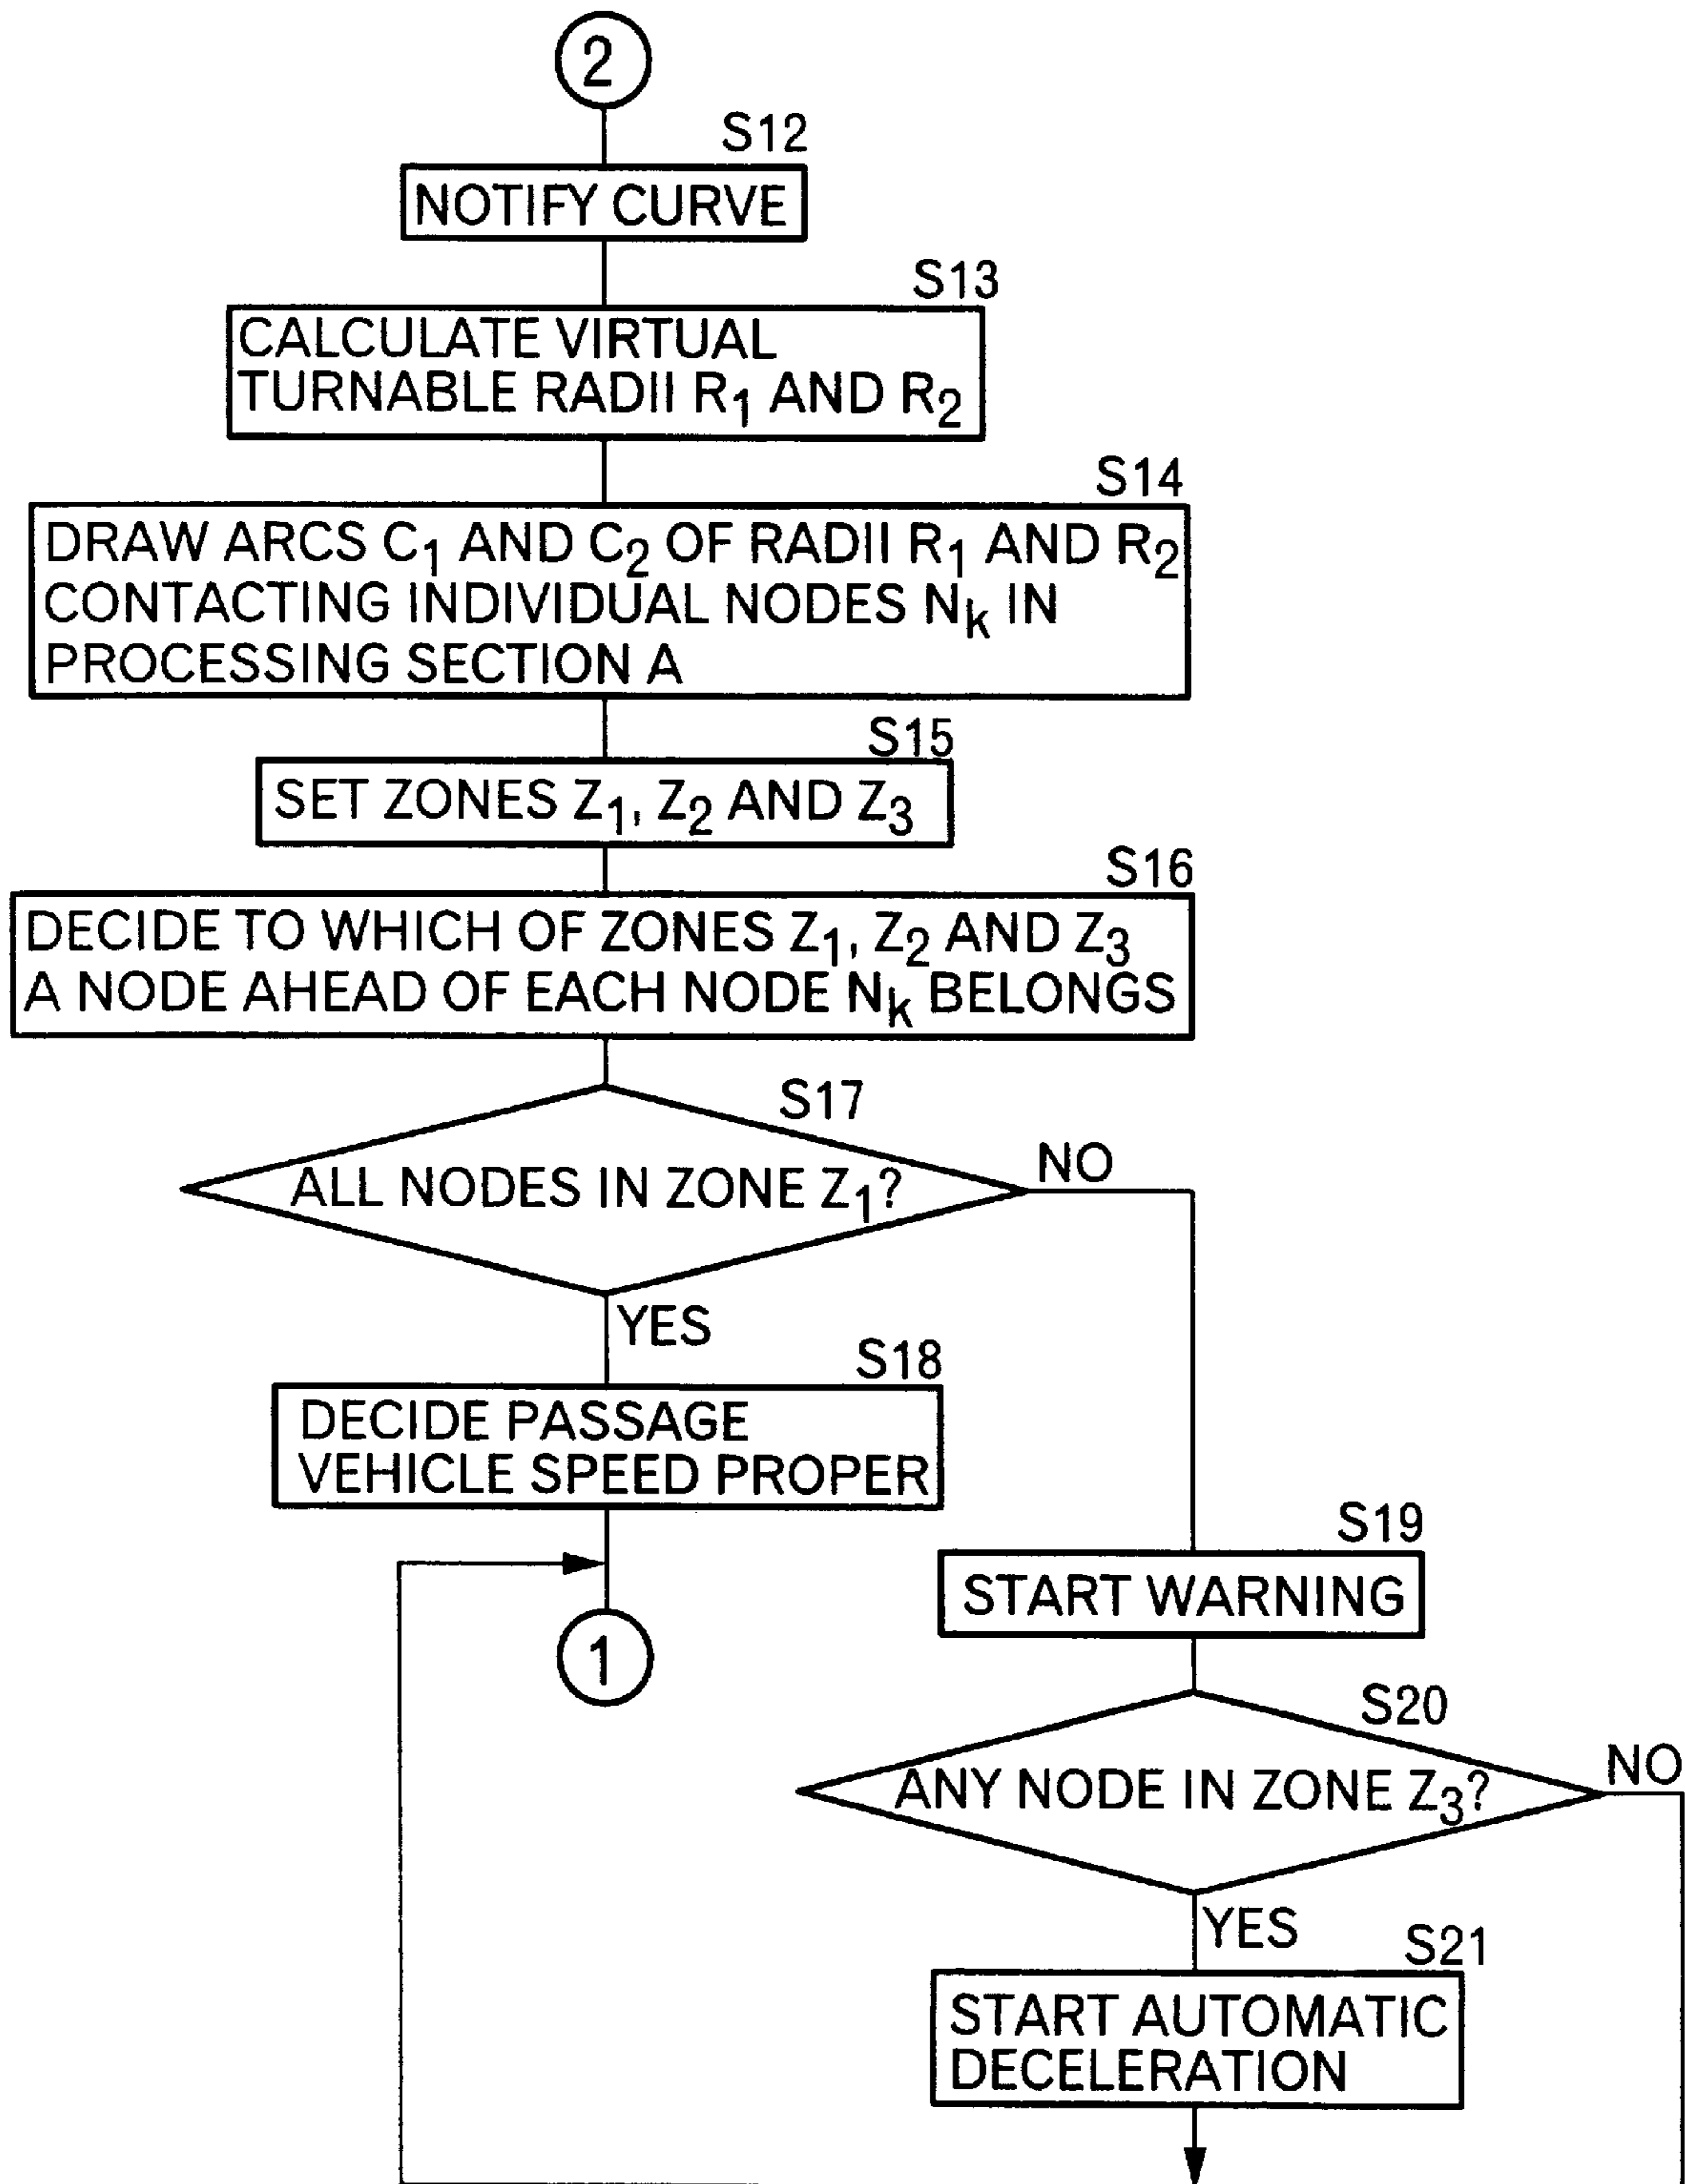 2
S12
NOTIFY CURVE
S13
CALCULATE VIRTUAL
TURNABLE RADII R1 AND R2
S14
DRAW ARCS C1 AND C2 OF RADII R1 AND R2
CONTACTING INDIVIDUAL NODES Nk IN
PROCESSING SECTION A
S15
SET ZONES Z1, Z2 AND Z3
S16
DECIDE TO WHICH OF ZONES Z1, Z2 AND Z3
A NODE AHEAD OF EACH NODE Nk BELONGS
S17
ALL NODES IN ZONE Z1?
NO
YES
S18
DECIDE PASSAGE
VEHICLE SPEED PROPER
1
S19
START WARNING
S20
ANY NODE IN ZONE Z3?
NO
YES
S21
START AUTOMATIC
DECELERATION